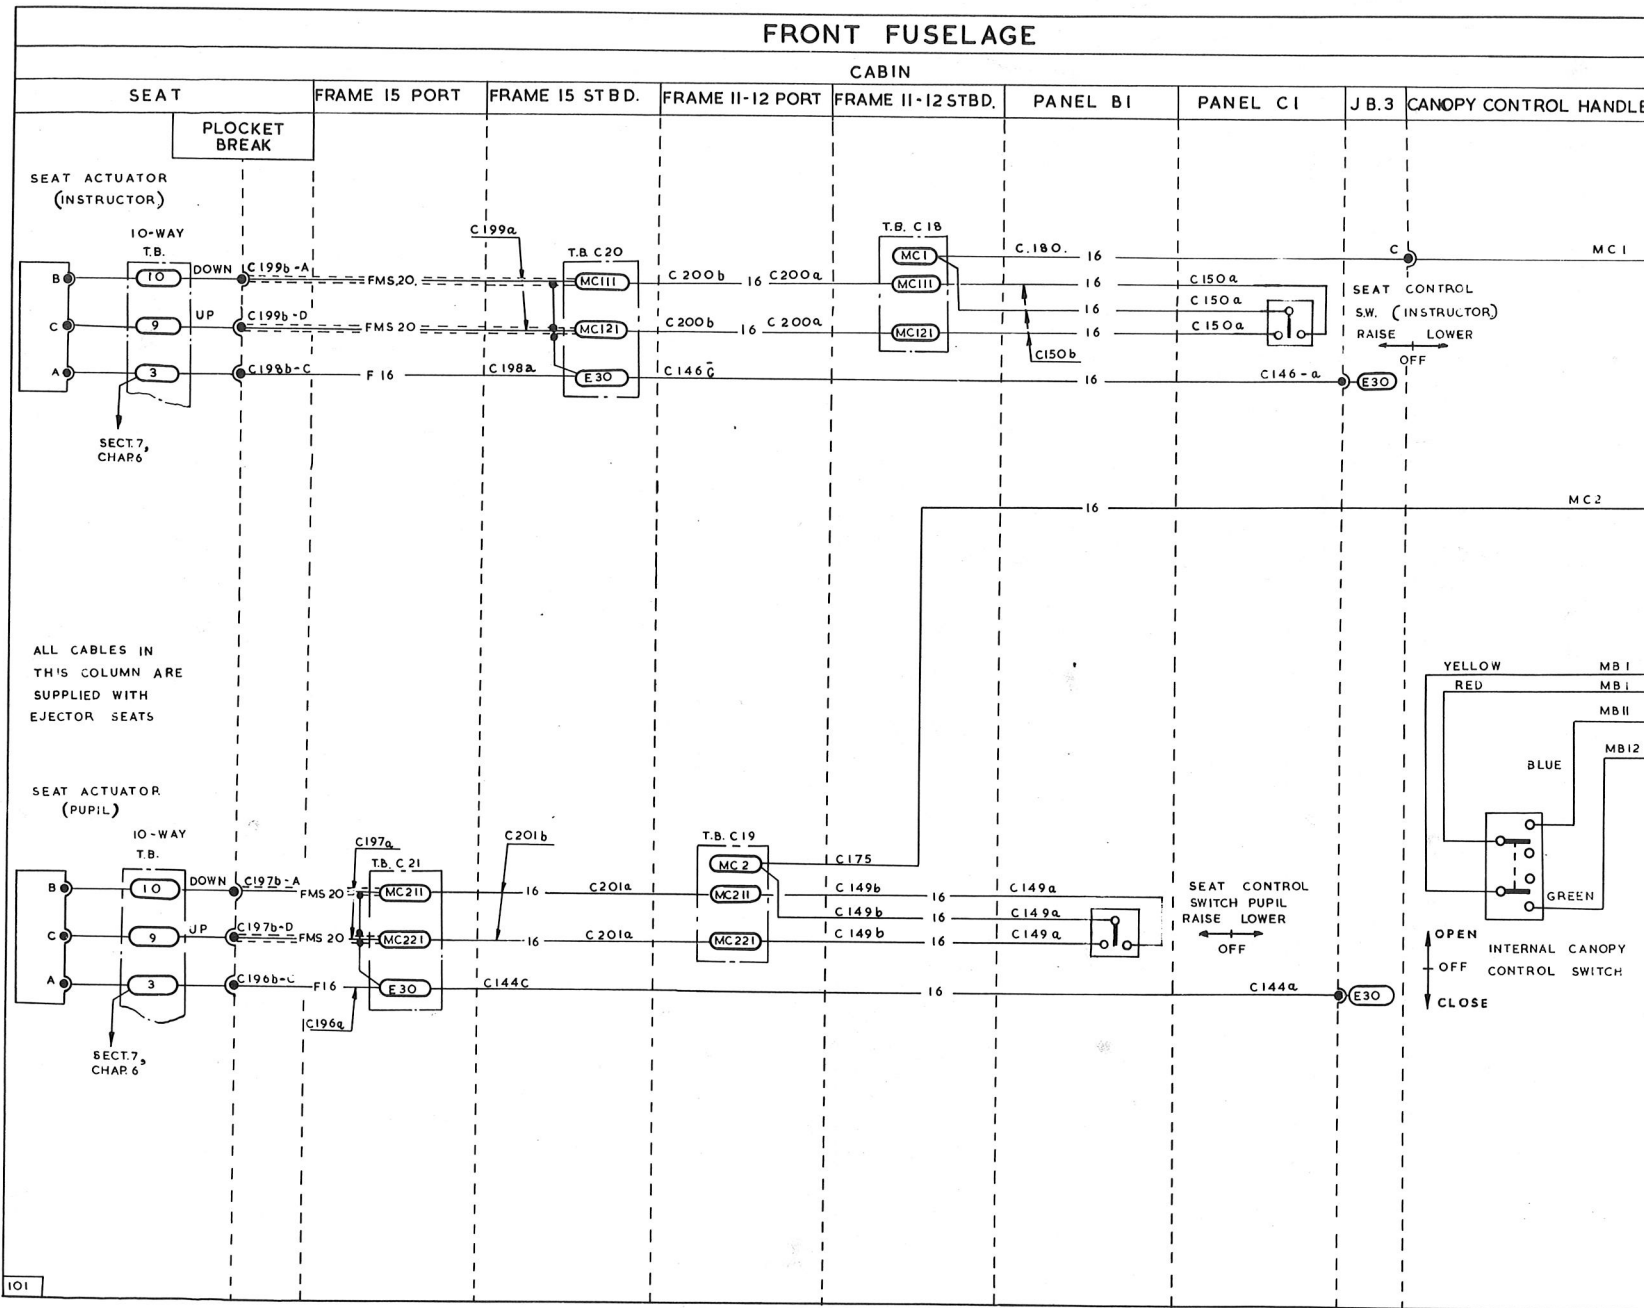 FRONT FUSELAGE
CABIN
SEAT
FRAME 15 PORT
FRAME 15 STBD.
FRAME 11-12 PORT
FRAME 11-12 STBD.
PANEL B1
PANEL C1
J B.3
CANOPY CONTROL HANDLE
PLOCKET
BREAK
SEAT ACTUATOR
(INSTRUCTOR)
10-WAY
T.B.
C199a
T.B. C20
T.B. C18
B
10
DOWN
C199b-A
FMS.20.
MC111
C200b
16
C200a
MC1
C.180.
16
C
MC1
MC111
16
C150a
C
9
UP
C199b-D
FMS 20
MC121
C200b
16
C200a
MC121
16
C150a
16
C150a
C150b
SEAT CONTROL
S.W. (INSTRUCTOR)
RAISE LOWER
OFF
A
3
C198b-C
F 16
C198a
E30
C146C
16
C146-a
E30
SECT.7,
CHAP.6
16
MC2
ALL CABLES IN
THIS COLUMN ARE
SUPPLIED WITH
EJECTOR SEATS
YELLOW
MB1
RED
MB1
MB11
MB12
BLUE
GREEN
SEAT ACTUATOR
(PUPIL)
10-WAY
T.B.
C197a
T.B. C21
C201b
T.B. C19
MC2
C175
B
10
DOWN
C197b-A
FMS 20
MC211
16
C201a
MC211
C149b
16
C149a
C149b
16
C149a
C
9
UP
C197b-D
FMS 20
MC221
16
C201a
MC221
C149b
16
C149a
SEAT CONTROL
SWITCH PUPIL
RAISE LOWER
OFF
A
3
C196b-C
F16
E30
C144C
16
C144a
E30
C196a
SECT.7,
CHAP.6
OPEN
OFF
CLOSE
INTERNAL CANOPY
CONTROL SWITCH
101